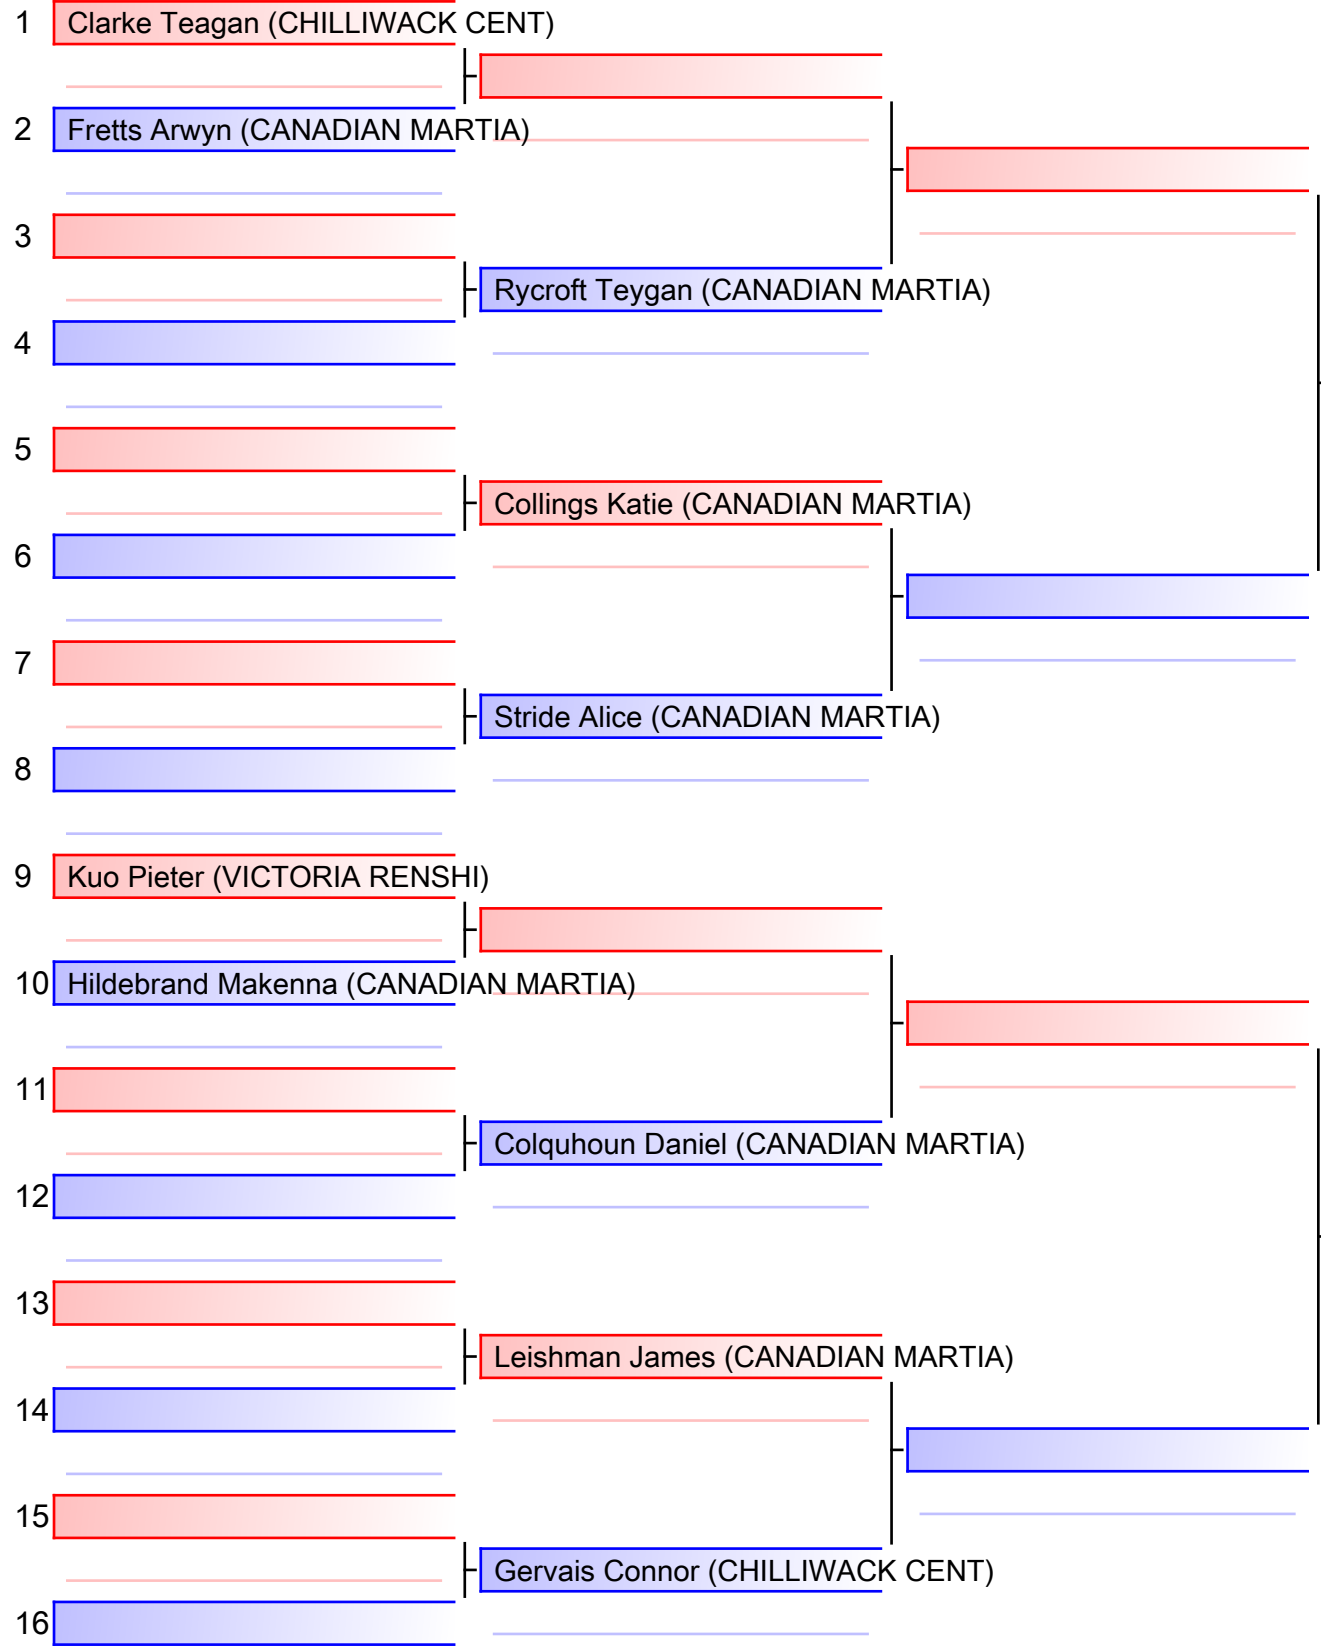 1 Clarke Teagan (CHILLIWACK CENT)
2 Fretts Arwyn (CANADIAN MARTIA)
3
Rycroft Teygan (CANADIAN MARTIA)
4
5
Collings Katie (CANADIAN MARTIA)
6
7
Stride Alice (CANADIAN MARTIA)
8
9 Kuo Pieter (VICTORIA RENSHI)
10 Hildebrand Makenna (CANADIAN MARTIA)
11
Colquhoun Daniel (CANADIAN MARTIA)
12
13
Leishman James (CANADIAN MARTIA)
14
15
Gervais Connor (CHILLIWACK CENT)
16